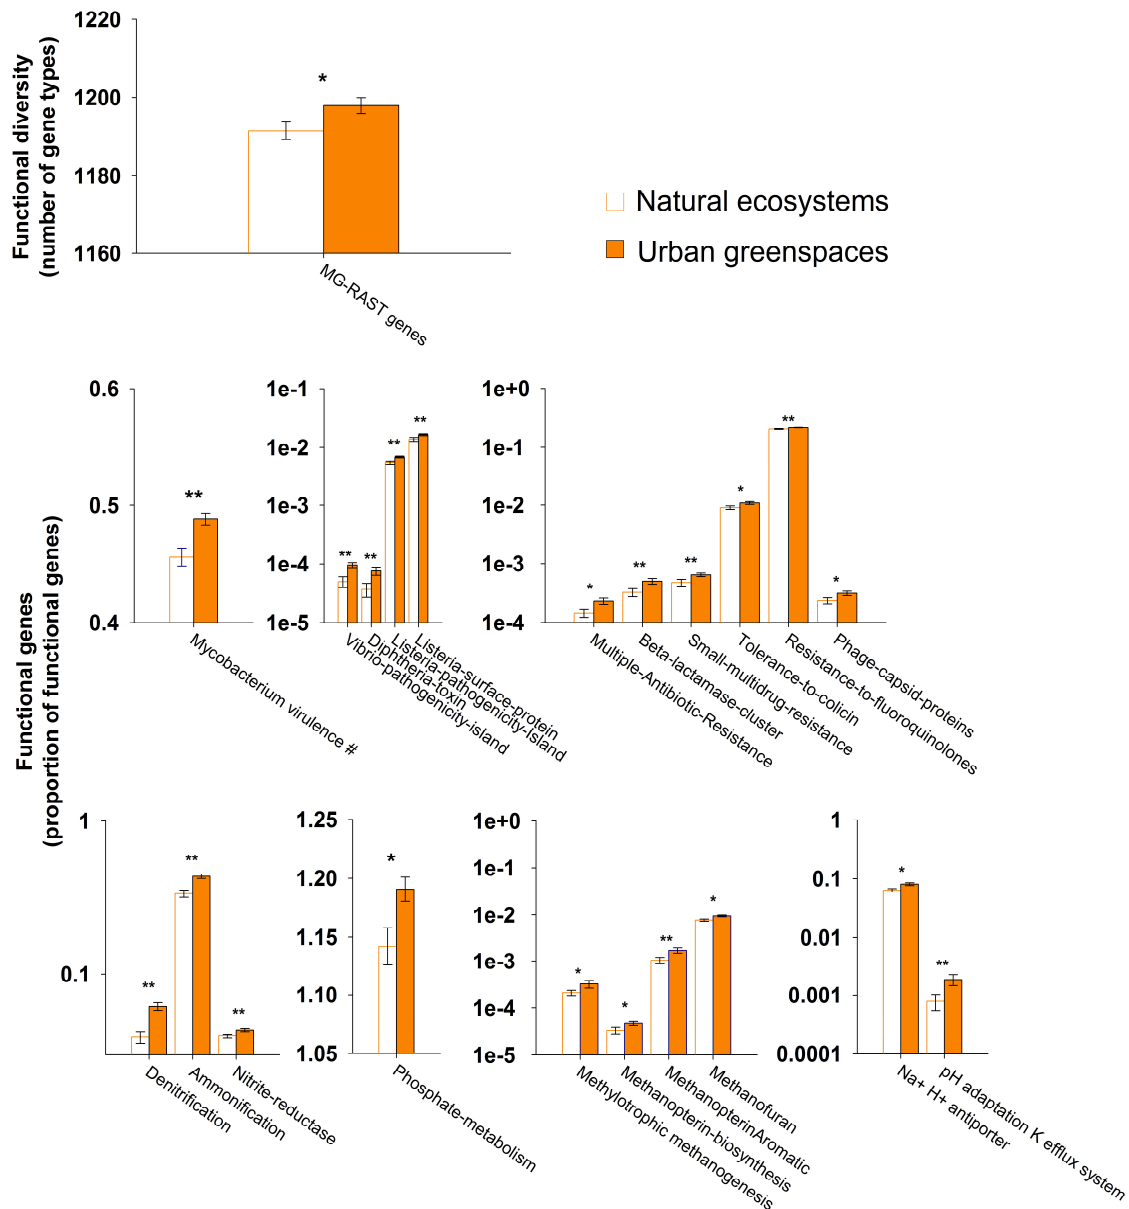 Functional diversity
(number of gene types)
1220
1200
1180
1160
*
MG-RAST genes
Natural ecosystems
Urban greenspaces
Functional genes
(proportion of functional genes)
0.6
0.5
0.4
**
Mycobacterium virulence #
1e-1
1e-2
1e-3
1e-4
1e-5
**
**
**
**
Vibrio-pathogenicity-island
Diphtheria-toxin
Listeria-pathogenicity-Island
Listeria-surface-protein
1e+0
1e-1
1e-2
1e-3
1e-4
*
**
**
*
**
*
Multiple-Antibiotic-Resistance
Beta-lactamase-cluster
Small-multidrug-resistance
Tolerance-to-colicin
Resistance-to-fluoroquinolones
Phage-capsid-proteins
1
0.1
**
**
**
Denitrification
Ammonification
Nitrite-reductase
1.25
1.20
1.15
1.10
1.05
*
Phosphate-metabolism
1e+0
1e-1
1e-2
1e-3
1e-4
1e-5
*
*
**
*
Methylotrophic methanogenesis
Methanopterin-biosynthesis
MethanopterinAromatic
Methanofuran
1
0.1
0.01
0.001
0.0001
*
**
Na+ H+ antiporter
pH adaptation K efflux system